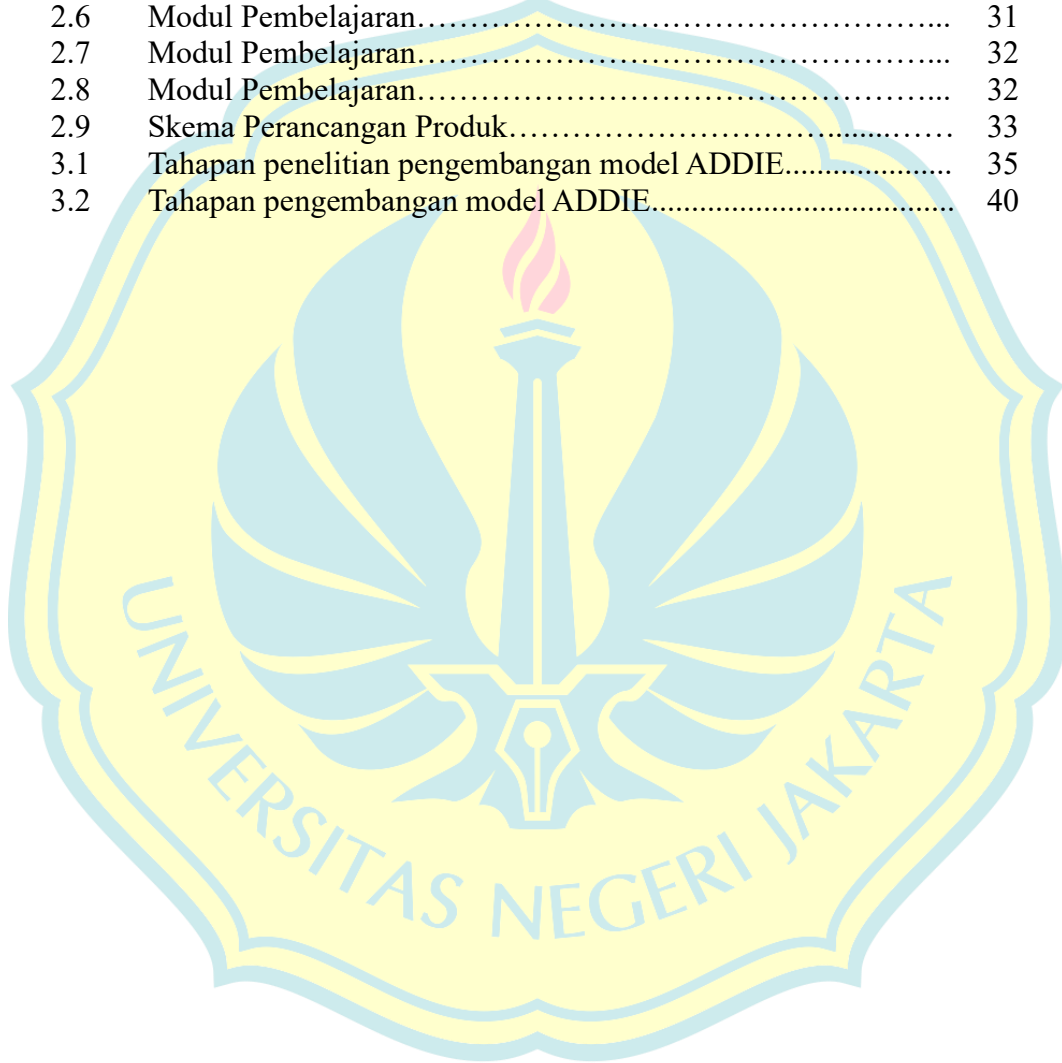 2.6 Modul Pembelajaran……………………………………………... 31
2.7 Modul Pembelajaran……………………………………………... 32
2.8 Modul Pembelajaran……………………………………………... 32
2.9 Skema Perancangan Produk………………………………......…… 33
3.1 Tahapan penelitian pengembangan model ADDIE.................... 35
3.2 Tahapan pengembangan model ADDIE................................... 40
UNIVERSITAS NEGERI JAKARTA